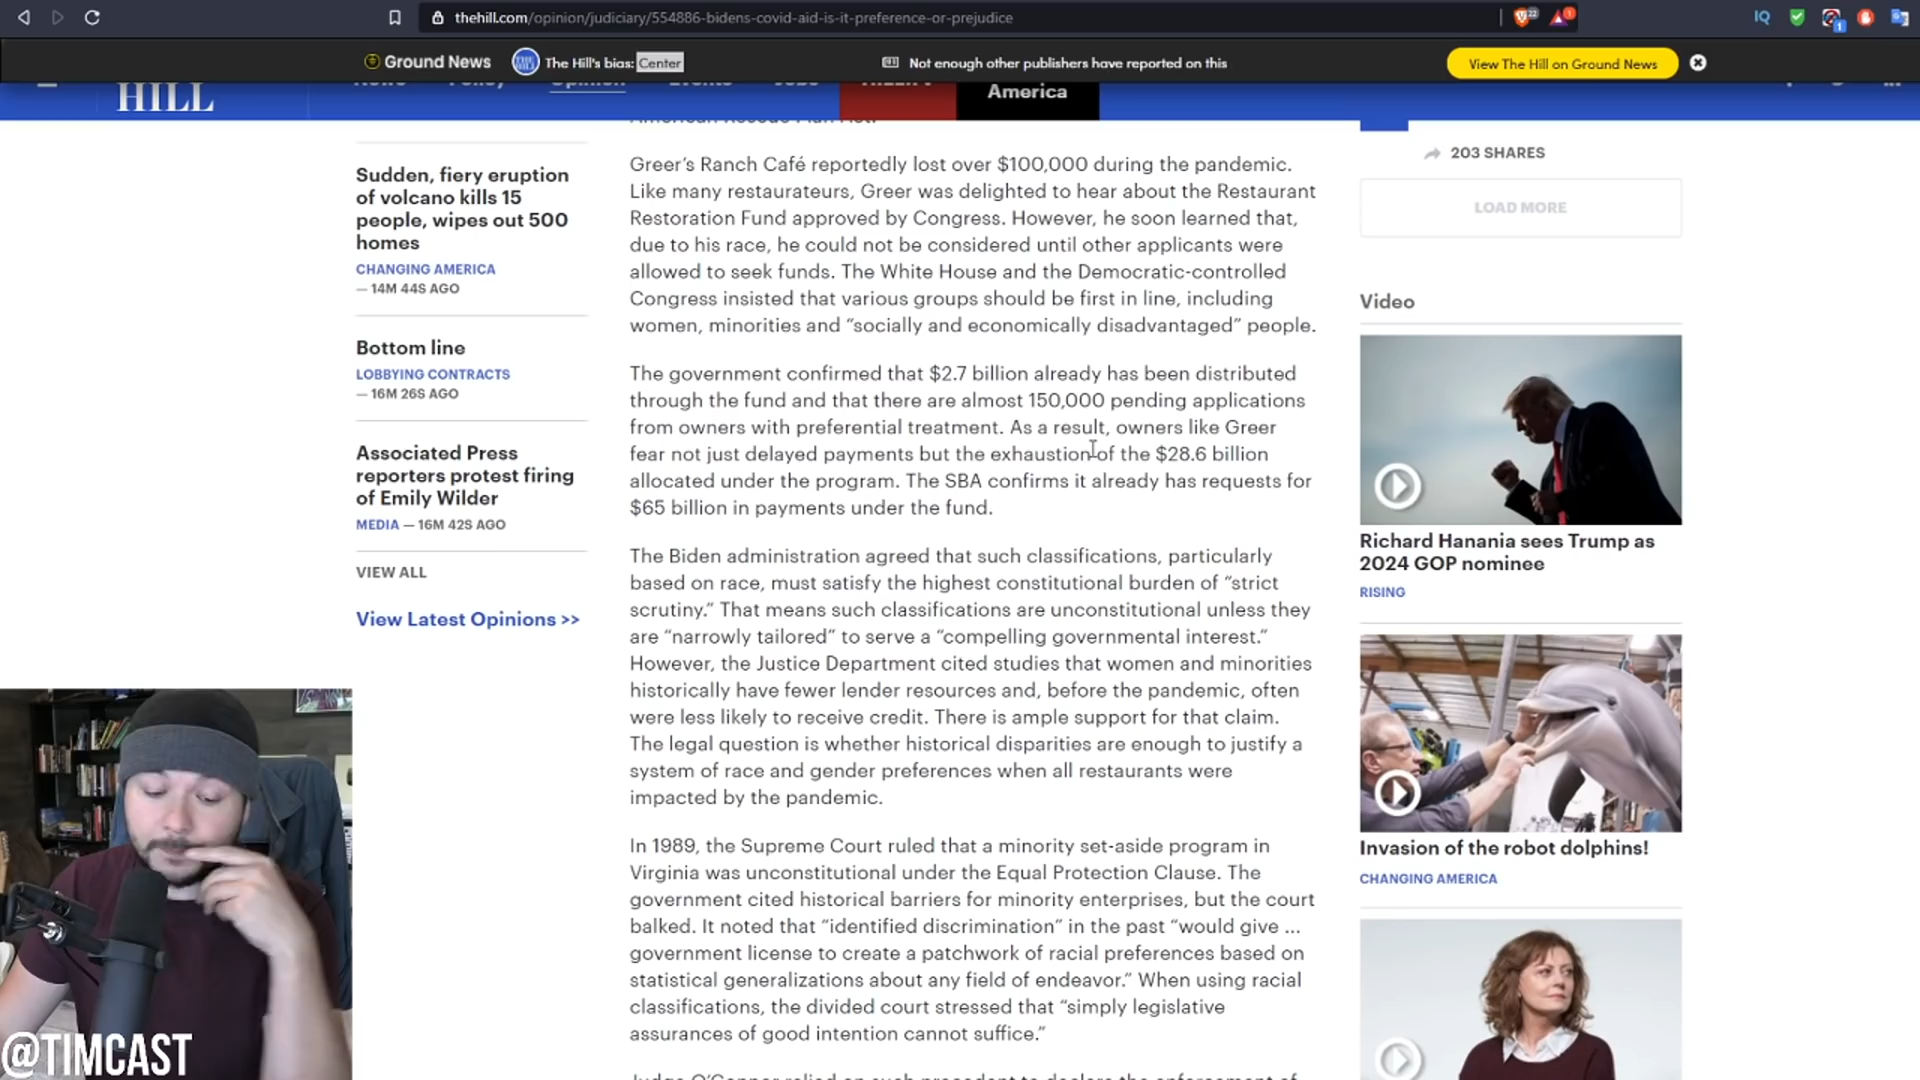 thehill.com/opinion/judiciary/554886-bidens-covid-aid-is-it-preference-or-prejudice
22
1
IQ
1
Ground News
The Hill's bias: Center
Not enough other publishers have reported on this
View The Hill on Ground News
HILL
News
Policy
Opinion
Events
Jobs
America
American Rescue Plan Act.
Sudden, fiery eruption
of volcano kills 15
people, wipes out 500
homes
CHANGING AMERICA
— 14M 44S AGO
Bottom line
LOBBYING CONTRACTS
— 16M 26S AGO
Associated Press
reporters protest firing
of Emily Wilder
MEDIA — 16M 42S AGO
VIEW ALL
View Latest Opinions >>
Greer’s Ranch Café reportedly lost over $100,000 during the pandemic.
Like many restaurateurs, Greer was delighted to hear about the Restaurant
Restoration Fund approved by Congress. However, he soon learned that,
due to his race, he could not be considered until other applicants were
allowed to seek funds. The White House and the Democratic-controlled
Congress insisted that various groups should be first in line, including
women, minorities and “socially and economically disadvantaged” people.
The government confirmed that $2.7 billion already has been distributed
through the fund and that there are almost 150,000 pending applications
from owners with preferential treatment. As a result, owners like Greer
fear not just delayed payments but the exhaustion of the $28.6 billion
allocated under the program. The SBA confirms it already has requests for
$65 billion in payments under the fund.
The Biden administration agreed that such classifications, particularly
based on race, must satisfy the highest constitutional burden of “strict
scrutiny.” That means such classifications are unconstitutional unless they
are “narrowly tailored” to serve a “compelling governmental interest.”
However, the Justice Department cited studies that women and minorities
historically have fewer lender resources and, before the pandemic, often
were less likely to receive credit. There is ample support for that claim.
The legal question is whether historical disparities are enough to justify a
system of race and gender preferences when all restaurants were
impacted by the pandemic.
In 1989, the Supreme Court ruled that a minority set-aside program in
Virginia was unconstitutional under the Equal Protection Clause. The
government cited historical barriers for minority enterprises, but the court
balked. It noted that “identified discrimination” in the past “would give ...
government license to create a patchwork of racial preferences based on
statistical generalizations about any field of endeavor.” When using racial
classifications, the divided court stressed that “simply legislative
assurances of good intention cannot suffice.”
203 SHARES
LOAD MORE
Video
Richard Hanania sees Trump as
2024 GOP nominee
RISING
Invasion of the robot dolphins!
CHANGING AMERICA
@TIMCAST